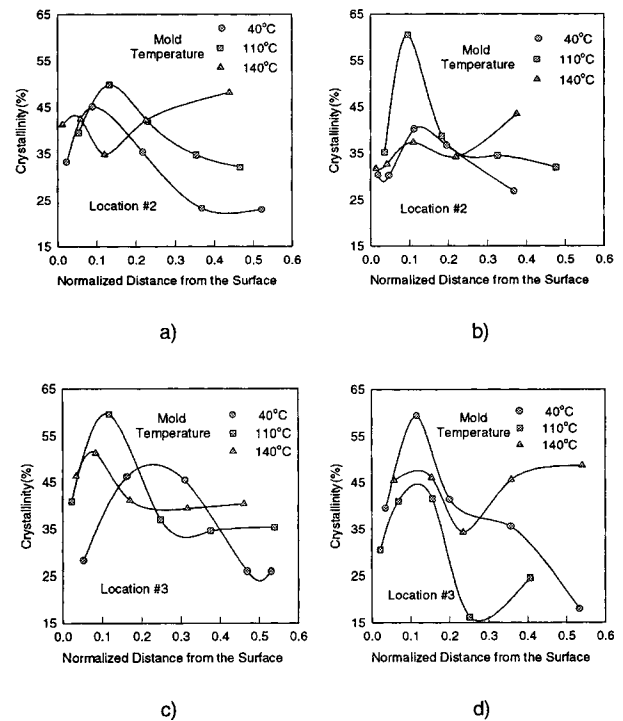 65
55
45
35
25
15
Crystallinity(%)
Mold
Temperature
40°C
110°C
140°C
Location #2
0.0 0.1 0.2 0.3 0.4 0.5 0.6
Normalized Distance from the Surface
a)
65
55
45
35
25
15
Crystallinity(%)
Mold
Temperature
40°C
110°C
140°C
Location #2
0.0 0.1 0.2 0.3 0.4 0.5 0.6
Normalized Distance from the Surface
b)
65
55
45
35
25
15
Crystallinity(%)
Mold
Temperature
40°C
110°C
140°C
Location #3
0.0 0.1 0.2 0.3 0.4 0.5 0.6
Normalized Distance from the Surface
c)
65
55
45
35
25
15
Crystallinity(%)
Mold
Temperature
40°C
110°C
140°C
Location #3
0.0 0.1 0.2 0.3 0.4 0.5 0.6
Normalized Distance from the Surface
d)